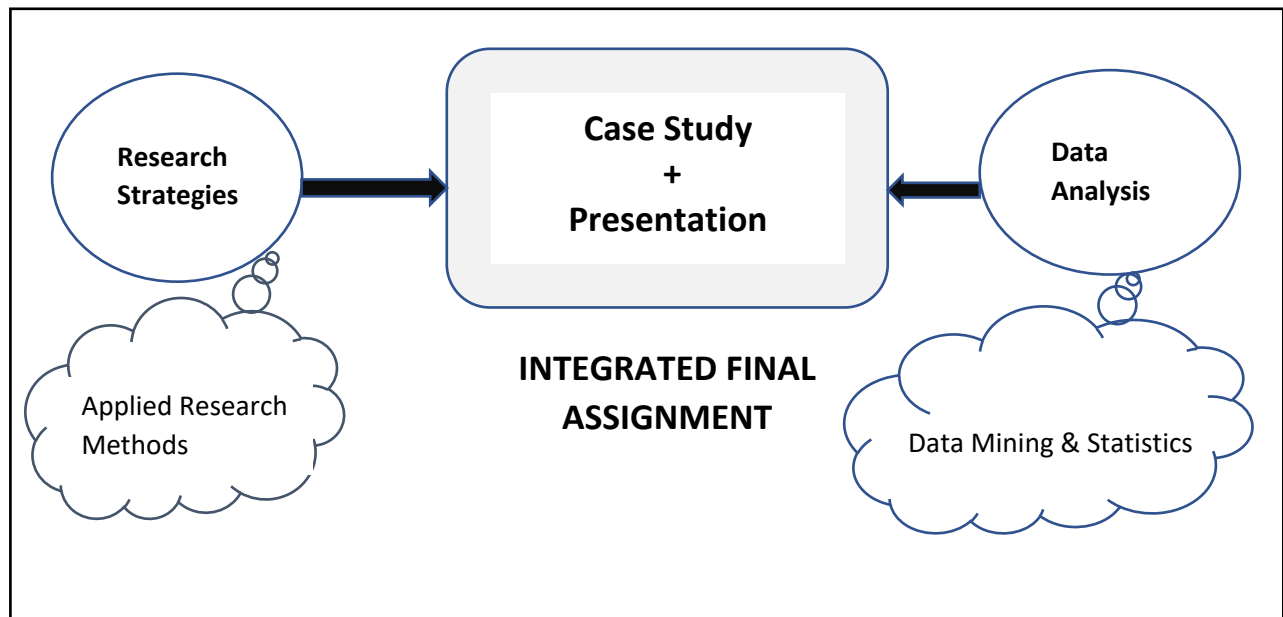 Research
Strategies
Case Study
+
Presentation
Data
Analysis
INTEGRATED FINAL
ASSIGNMENT
Applied Research
Methods
Data Mining & Statistics